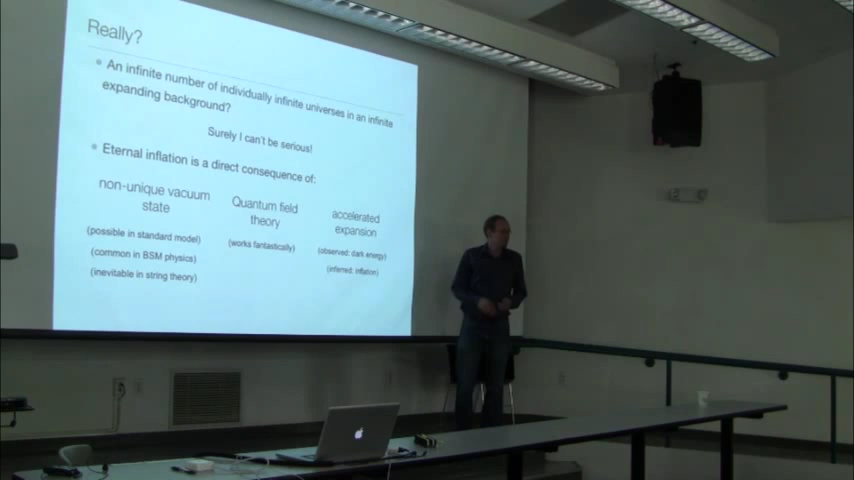 Really?
• An infinite number of individually infinite universes in an infinite
expanding background?
Surely I can't be serious!
• Eternal inflation is a direct consequence of:
non-unique vacuum
state
(possible in standard model)
(common in BSM physics)
(inevitable in string theory)
Quantum field
theory
(works fantastically)
accelerated
expansion
(observed: dark energy)
(inferred: inflation)